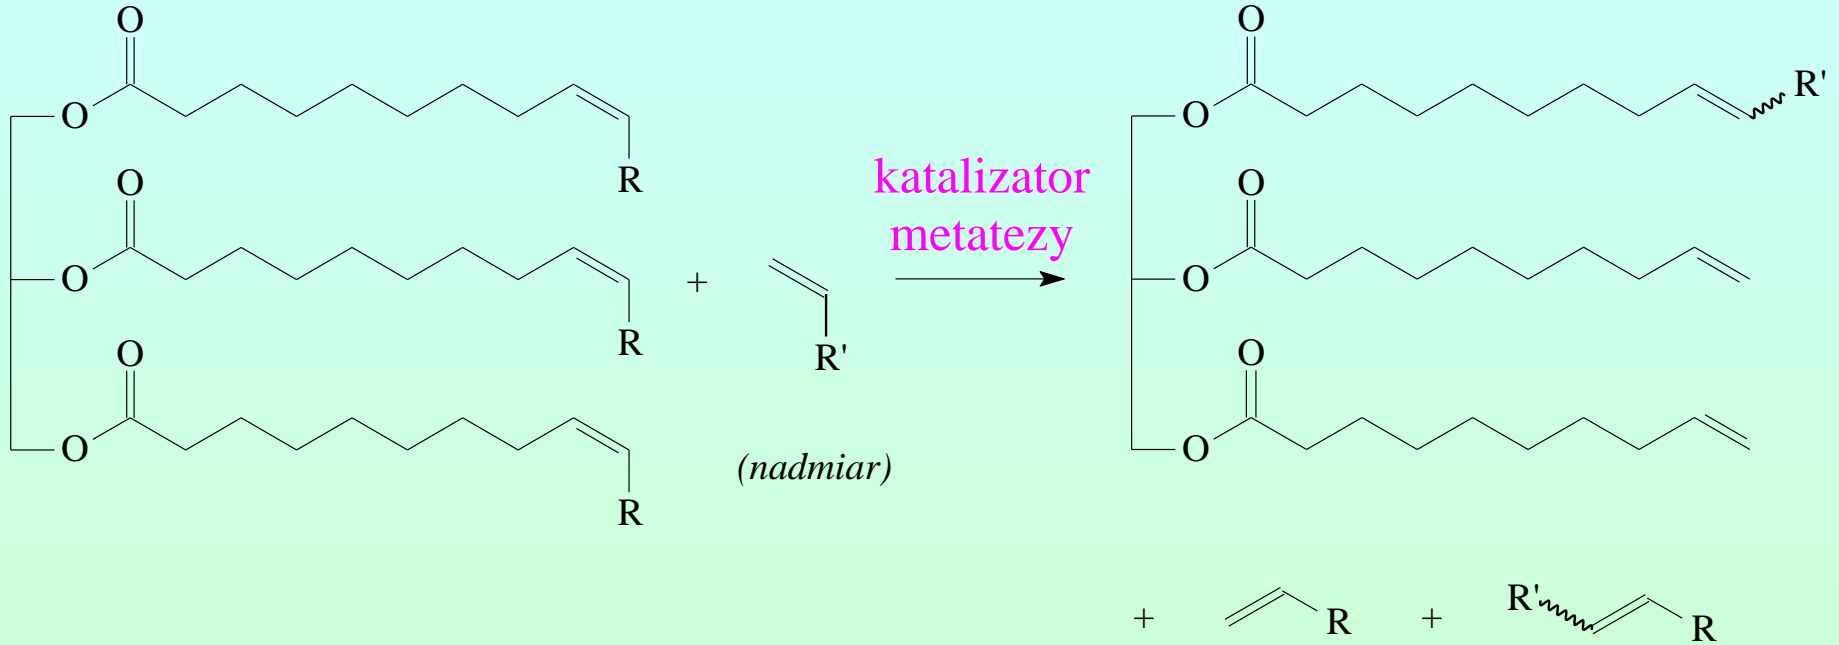 O
O
R
O
O
R
O
O
R
+
R'
(nadmiar)
katalizator
metatezy
O
O
R'
O
O
O
O
+
R
+
R'
R